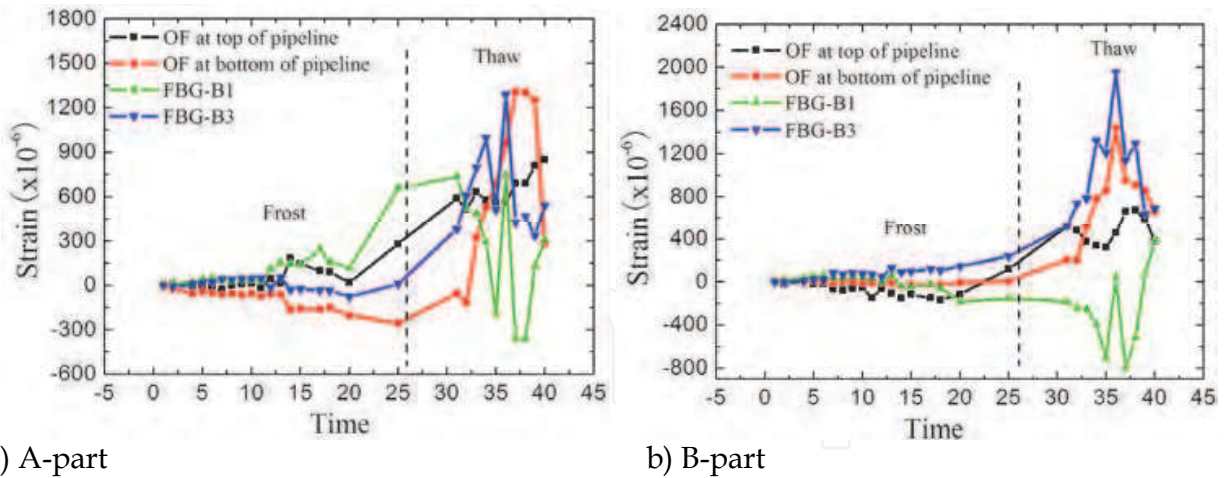 1800
1500
1200
900
600
300
0
-300
-600
Strain (x10⁻⁶)
OF at top of pipeline
OF at bottom of pipeline
FBG-B1
FBG-B3
Thaw
Frost
-5 0 5 10 15 20 25 30 35 40 45
Time
) A-part
2400
2000
1600
1200
800
400
0
-400
-800
Strain (x10⁻⁶)
OF at top of pipeline
OF at bottom of pipeline
FBG-B1
FBG-B3
Thaw
Frost
-5 0 5 10 15 20 25 30 35 40 45
Time
b) B-part